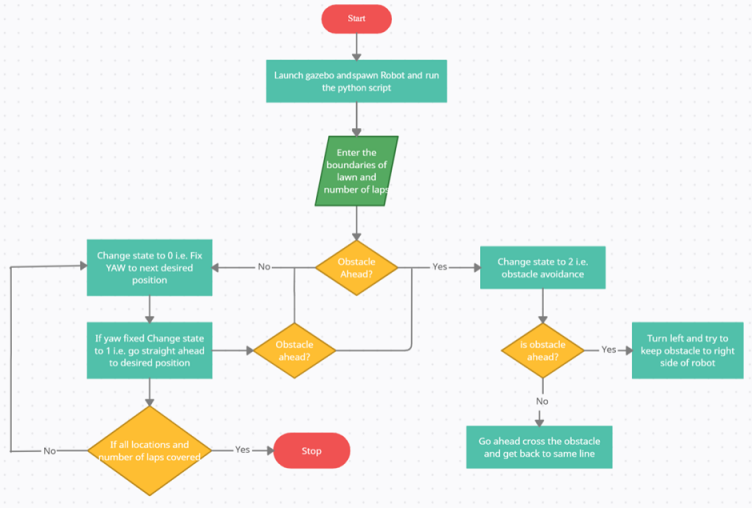 Start
Launch gazebo andspawn Robot and run
the python script
Enter the
boundaries of
lawn and
number of laps
Obstacle
Ahead?
No
Yes
Change state to 0 i.e. Fix
YAW to next desired
position
Change state to 2 i.e.
obstacle avoidance
If yaw fixed Change state
to 1 i.e. go straight ahead
to desired position
Obstacle
ahead?
is obstacle
ahead?
Yes
Turn left and try to
keep obstacle to right
side of robot
No
If all locations and
number of laps covered
No
Yes
Stop
Go ahead cross the obstacle
and get back to same line